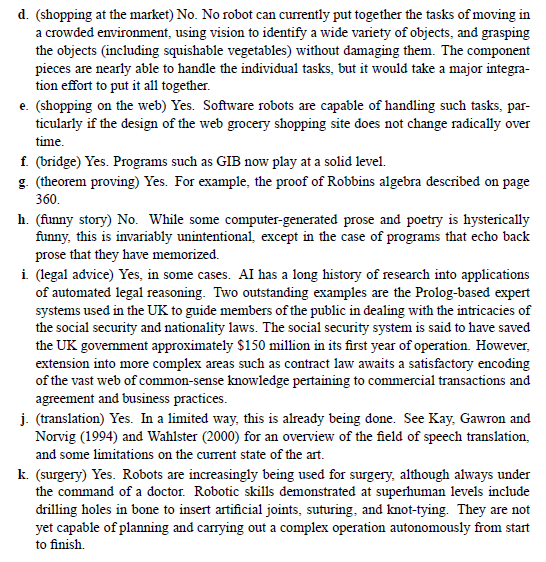 d. (shopping at the market) No. No robot can currently put together the tasks of moving in
a crowded environment, using vision to identify a wide variety of objects, and grasping
the objects (including squishable vegetables) without damaging them. The component
pieces are nearly able to handle the individual tasks, but it would take a major integra-
tion effort to put it all together.
e. (shopping on the web) Yes. Software robots are capable of handling such tasks, par-
ticularly if the design of the web grocery shopping site does not change radically over
time.
f. (bridge) Yes. Programs such as GIB now play at a solid level.
g. (theorem proving) Yes. For example, the proof of Robbins algebra described on page
360.
h. (funny story) No. While some computer-generated prose and poetry is hysterically
funny, this is invariably unintentional, except in the case of programs that echo back
prose that they have memorized.
i. (legal advice) Yes, in some cases. AI has a long history of research into applications
of automated legal reasoning. Two outstanding examples are the Prolog-based expert
systems used in the UK to guide members of the public in dealing with the intricacies of
the social security and nationality laws. The social security system is said to have saved
the UK government approximately $150 million in its first year of operation. However,
extension into more complex areas such as contract law awaits a satisfactory encoding
of the vast web of common-sense knowledge pertaining to commercial transactions and
agreement and business practices.
j. (translation) Yes. In a limited way, this is already being done. See Kay, Gawron and
Norvig (1994) and Wahlster (2000) for an overview of the field of speech translation,
and some limitations on the current state of the art.
k. (surgery) Yes. Robots are increasingly being used for surgery, although always under
the command of a doctor. Robotic skills demonstrated at superhuman levels include
drilling holes in bone to insert artificial joints, suturing, and knot-tying. They are not
yet capable of planning and carrying out a complex operation autonomously from start
to finish.